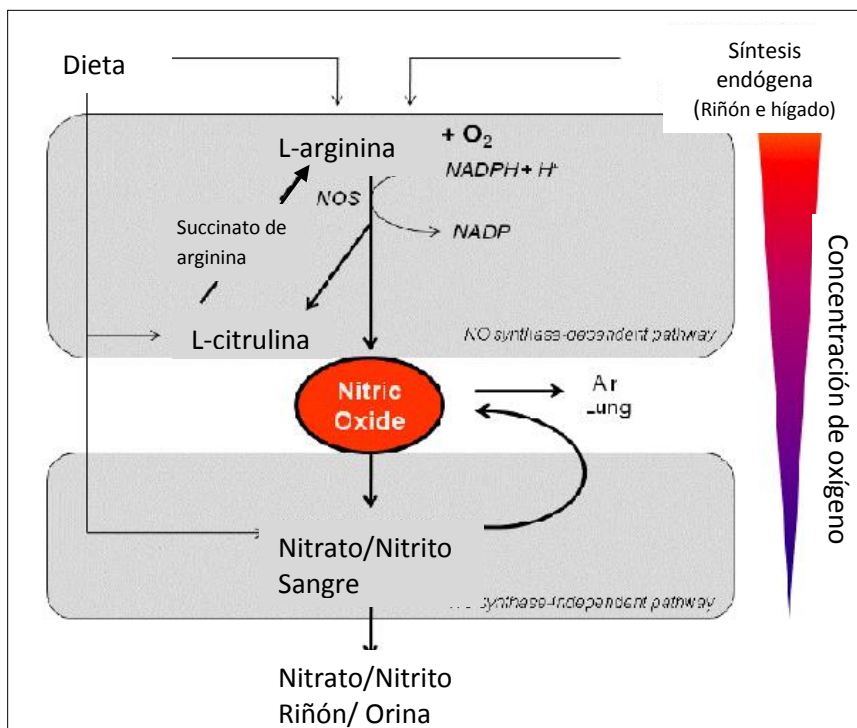 Dieta
Síntesis
endógena
(Riñón e hígado)
L-arginina
+ O₂
NADPH + H⁺
NOS
NADP
Succinato de
arginina
L-citrulina
NO synthase-dependent pathway
Nitric
Oxide
Air
Lung
Concentración de oxígeno
Nitrato/Nitrito
Sangre
synthase-independent pathway
Nitrato/Nitrito
Riñón/ Orina